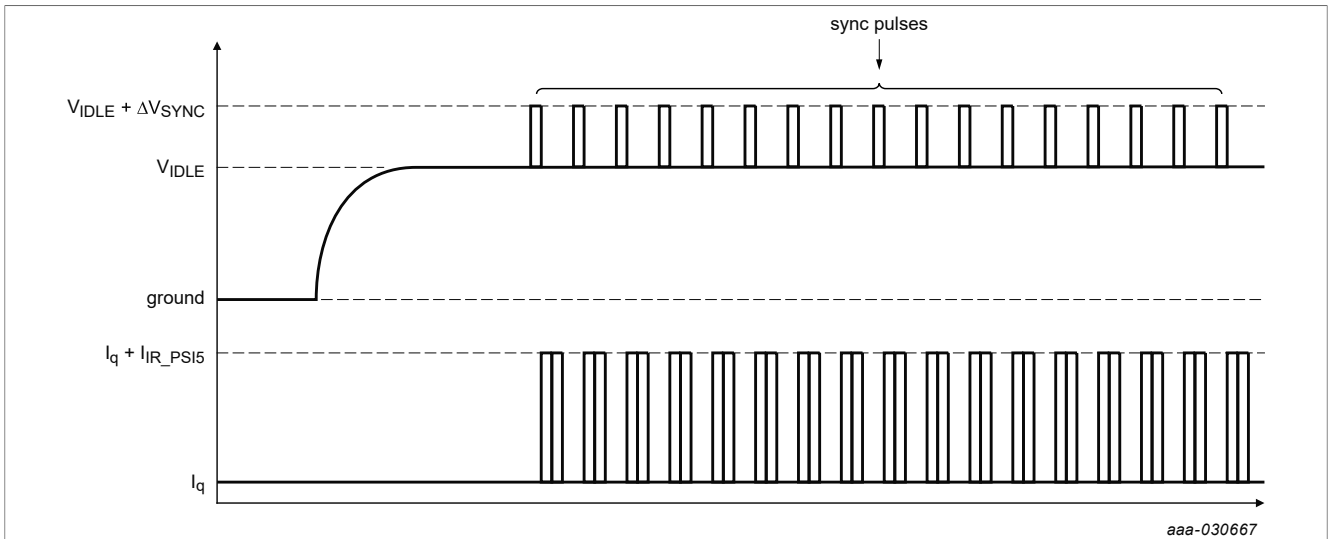 sync pulses
V_IDLE + ΔV_SYNC
V_IDLE
ground
I_q + I_IR_PSI5
I_q
aaa-030667